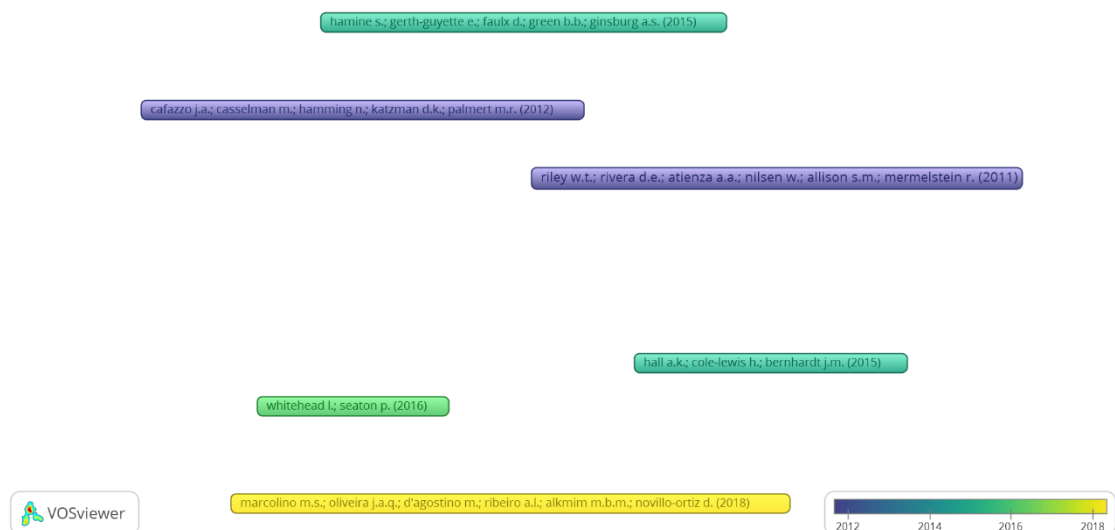 hamine s.; gerth-guyette e.; faulx d.; green b.b.; ginsburg a.s. (2015)
cafazzo j.a.; casselman m.; hamming n.; katzman d.k.; palmert m.r. (2012)
riley w.t.; rivera d.e.; atienza a.a.; nilsen w.; allison s.m.; mermelstein r. (2011)
hall a.k.; cole-lewis h.; bernhardt j.m. (2015)
whitehead l.; seaton p. (2016)
marcolino m.s.; oliveira j.a.q.; d'agostino m.; ribeiro a.l.; alkmim m.b.m.; novillo-ortiz d. (2018)
VOSviewer
2012 2014 2016 2018